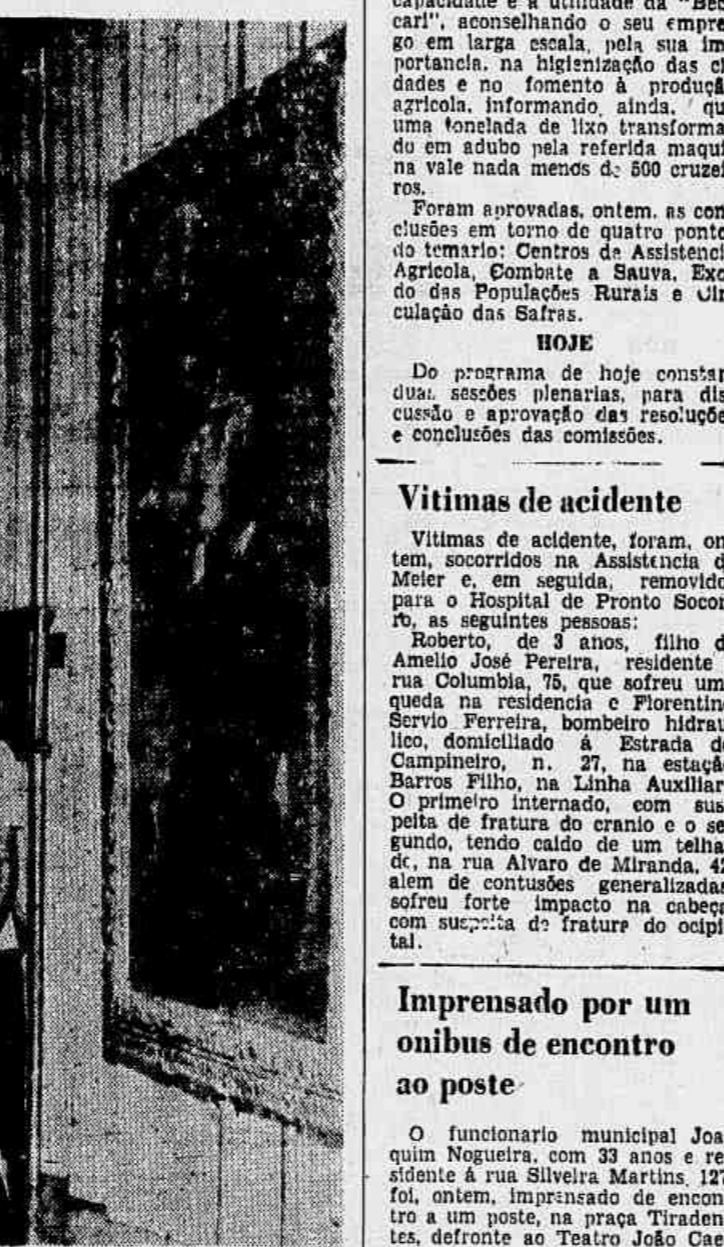 capacidade e a utilidade da "Bec
cari", aconselhando o seu empre
go em larga escala, pela sua im
portancia, na higienização das ci
dades e no fomento à produçã
agricola, informando, ainda, qu
uma tonelada de lixo transforma
do em adubo pela referida maqui
na vale nada menos de 500 cruzei
ros.
Foram aprovadas, ontem, as con
clusões em torno de quatro ponto
do temario: Centros de Assistenci
Agricola, Combate a Sauva, Exo
do das Populações Rurais e Cir
culação das Safras.
HOJE
Do programa de hoje constar
duas sessões plenarias, para dis
cussão e aprovação das resoluçõe
e conclusões das comissões.
Vitimas de acidente
Vitimas de acidente, foram, on
tem, socorridos na Assistencia d
Meier e, em seguida, removido
para o Hospital de Pronto Socor
ro, as seguintes pessoas:
Roberto, de 3 anos, filho d
Amelio José Pereira, residente
rua Columbia, 75, que sofreu um
queda na residencia e Florentin
Servio Ferreira, bombeiro hidrau
lico, domiciliado á Estrada d
Campineiro, n. 27, na estaçã
Barros Filho, na Linha Auxiliar
O primeiro internado, com sus
peita de fratura do cranio e o se
gundo, tendo caido de um telha
do, na rua Alvaro de Miranda, 42
alem de contusões generalizadas
sofreu forte impacto na cabeça
com suspeita de fratura do ocipi
tal.
Imprensado por um
onibus de encontro
ao poste
O funcionario municipal Joa
quim Nogueira, com 33 anos e re
sidente á rua Silveira Martins, 127
foi, ontem, imprensado de encon
tro a um poste, na praça Tiraden
tes, defronte ao Teatro João Cae